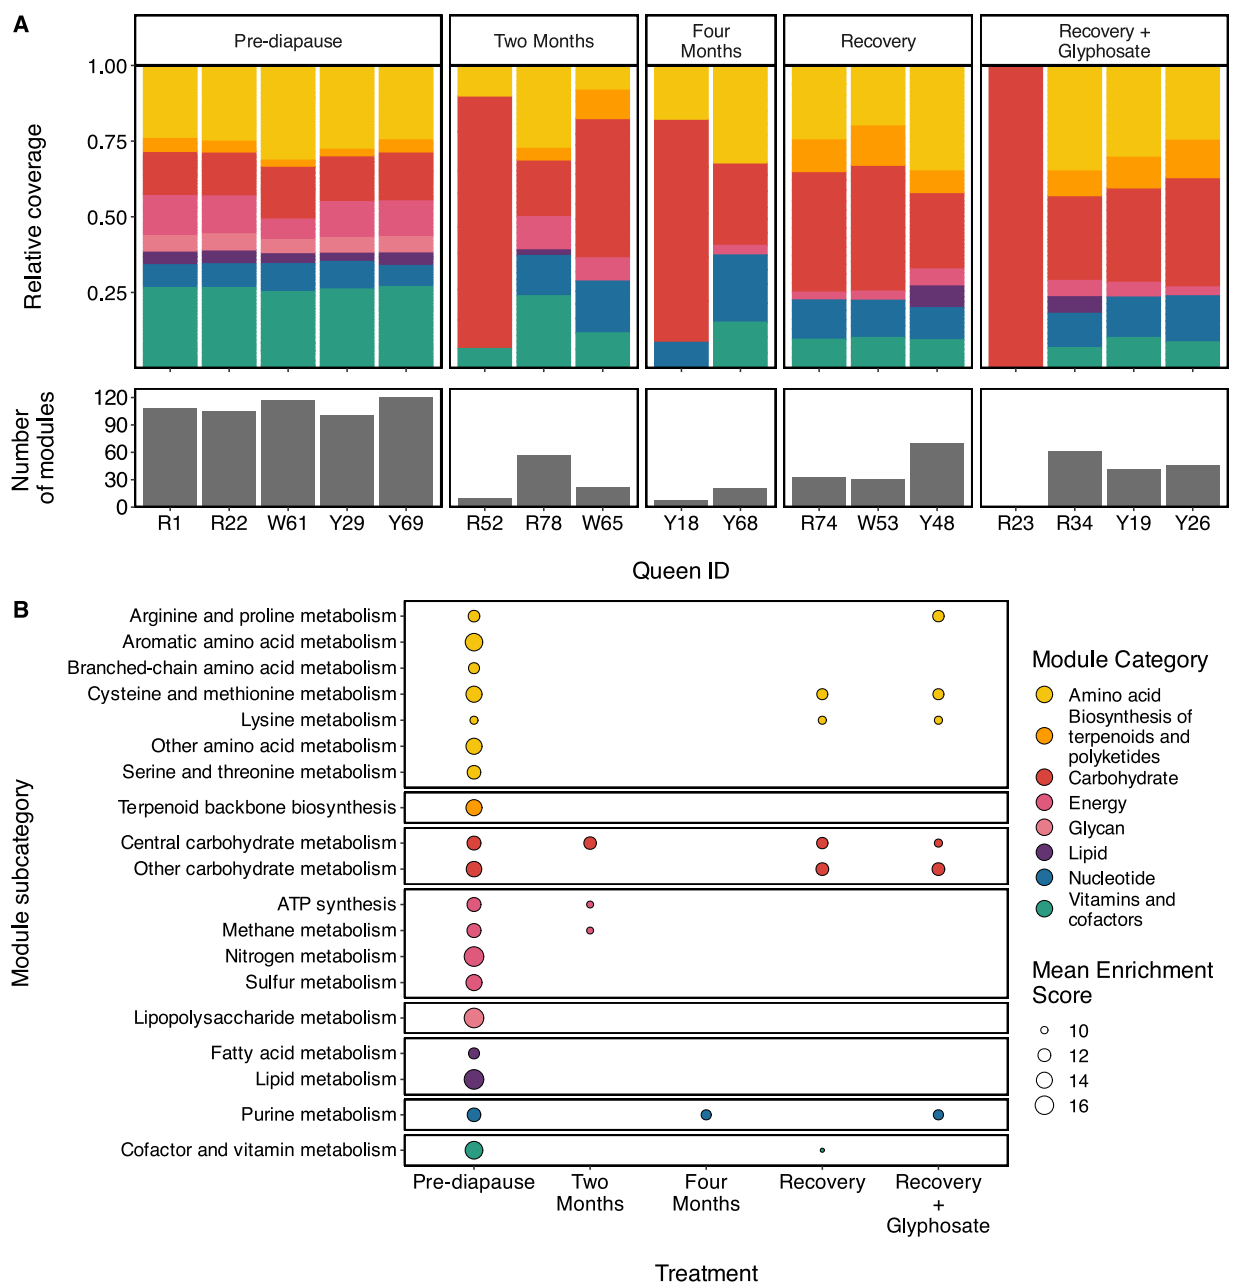 A
Pre-diapause
Two Months
Four
Months
Recovery
Recovery +
Glyphosate
Relative coverage
1.00
0.75
0.50
0.25
Number
of modules
120
90
60
30
0
R1 R22 W61 Y29 Y69 R52 R78 W65 Y18 Y68 R74 W53 Y48 R23 R34 Y19 Y26
Queen ID
B
Module subcategory
Arginine and proline metabolism
Aromatic amino acid metabolism
Branched-chain amino acid metabolism
Cysteine and methionine metabolism
Lysine metabolism
Other amino acid metabolism
Serine and threonine metabolism
Terpenoid backbone biosynthesis
Central carbohydrate metabolism
Other carbohydrate metabolism
ATP synthesis
Methane metabolism
Nitrogen metabolism
Sulfur metabolism
Lipopolysaccharide metabolism
Fatty acid metabolism
Lipid metabolism
Purine metabolism
Cofactor and vitamin metabolism
Pre-diapause
Two
Months
Four
Months
Recovery
Recovery
+
Glyphosate
Treatment
Module Category
Amino acid
Biosynthesis of
terpenoids and
polyketides
Carbohydrate
Energy
Glycan
Lipid
Nucleotide
Vitamins and
cofactors
Mean Enrichment
Score
10
12
14
16